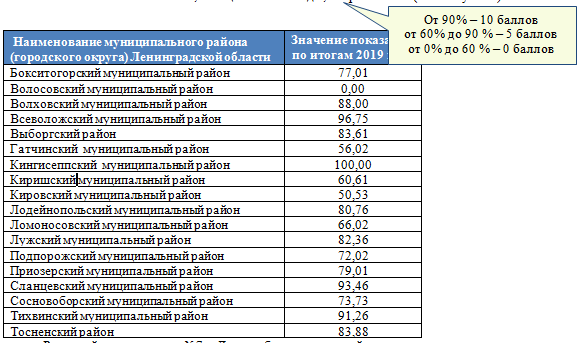 От 90% – 10 баллов
от 60% до 90 % – 5 баллов
от 0% до 60 % – 0 баллов
Наименование муниципального района Значение показа
(городского округа) Ленинградской области по итогам 2019
Бокситогорский муниципальный район 77,01
Волосовский муниципальный район 0,00
Волховский муниципальный район 88,00
Всеволожский муниципальный район 96,75
Выборгский район 83,61
Гатчинский муниципальный район 56,02
Кингисеппский муниципальный район 100,00
Киришский муниципальный район 60,61
Кировский муниципальный район 50,53
Лодейнопольский муниципальный район 80,76
Ломоносовский муниципальный район 66,02
Лужский муниципальный район 82,36
Подпорожский муниципальный район 72,02
Приозерский муниципальный район 79,01
Сланцевский муниципальный район 93,46
Сосновоборский муниципальный район 73,73
Тихвинский муниципальный район 91,26
Тосненский район 83,88